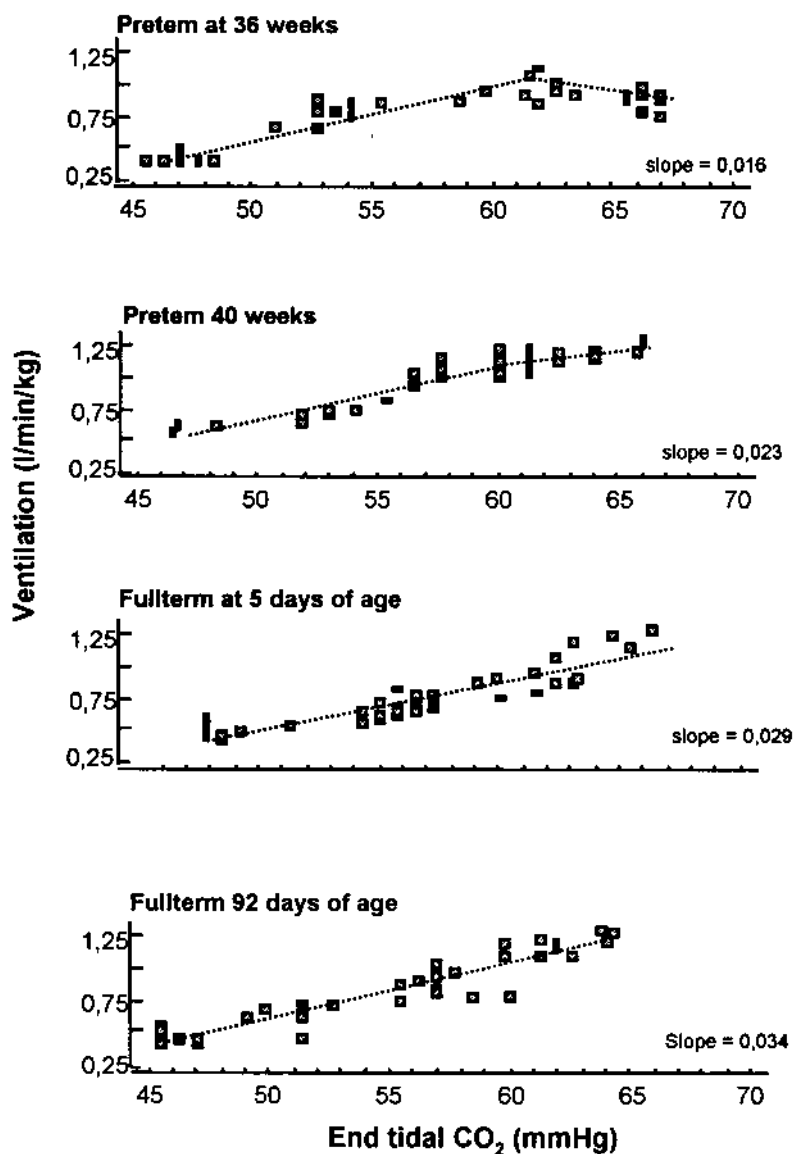 Pretem at 36 weeks
1,25
0,75
0,25
slope = 0,016
45 50 55 60 65 70
Pretem 40 weeks
1,25
0,75
0,25
slope = 0,023
45 50 55 60 65 70
Ventilation (l/min/kg)
Fullterm at 5 days of age
1,25
0,75
0,25
slope = 0,029
Fullterm 92 days of age
1,25
0,75
0,25
Slope = 0,034
45 50 55 60 65 70
End tidal CO₂ (mmHg)